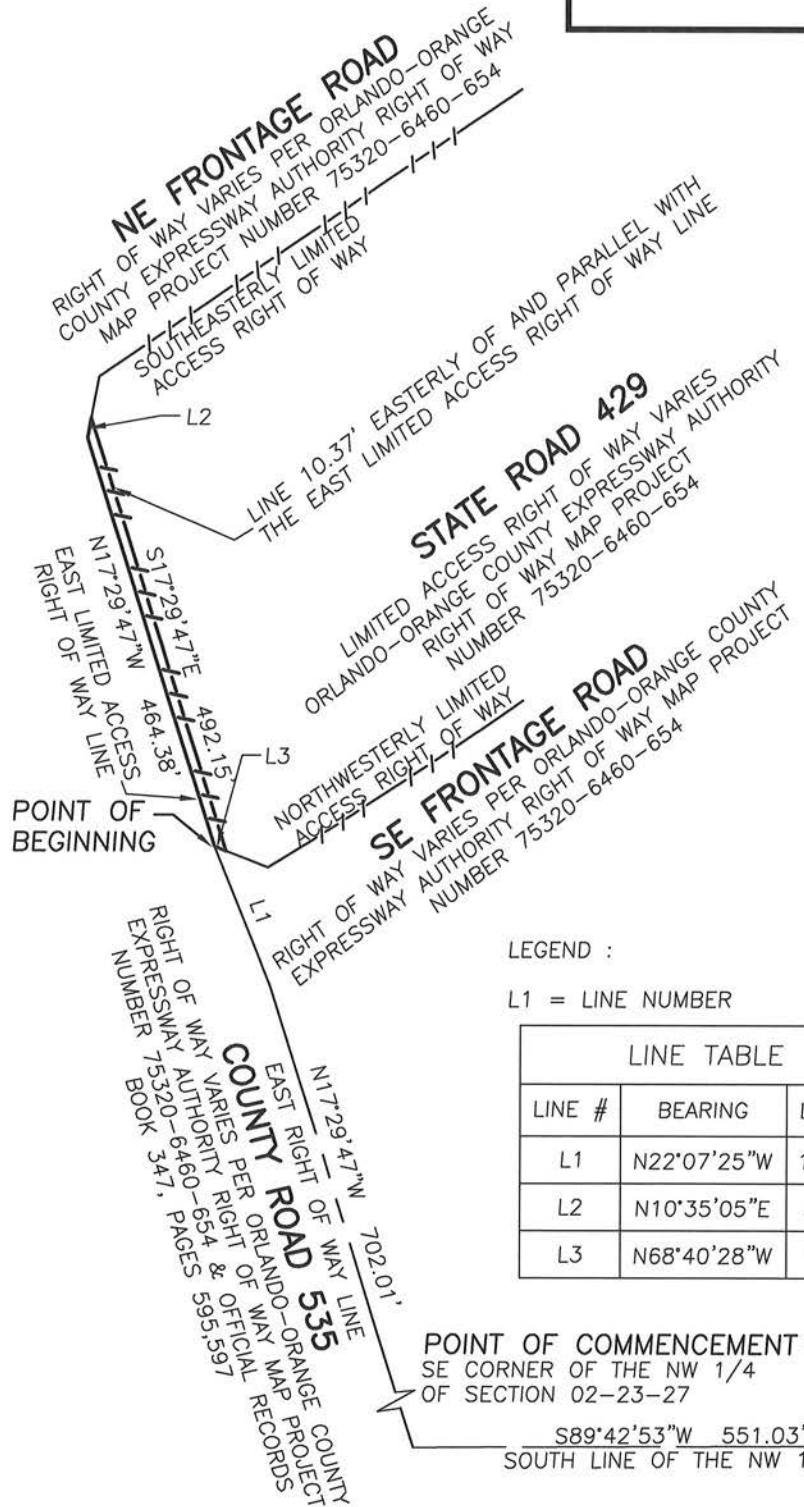 NE FRONTAGE ROAD
RIGHT OF WAY VARIES PER ORLANDO-ORANGE
COUNTY EXPRESSWAY AUTHORITY RIGHT OF WAY
MAP PROJECT NUMBER 75320-6460-654
SOUTHEASTERLY LIMITED
ACCESS RIGHT OF WAY
L2
LINE 10.37' EASTERLY OF AND PARALLEL WITH
THE EAST LIMITED ACCESS RIGHT OF WAY LINE
STATE ROAD 429
LIMITED ACCESS RIGHT OF WAY VARIES
ORLANDO-ORANGE COUNTY EXPRESSWAY AUTHORITY
RIGHT OF WAY MAP PROJECT
NUMBER 75320-6460-654
S17°29'47"E 492.15'
N17°29'47"W 464.38'
EAST LIMITED ACCESS
RIGHT OF WAY LINE
L3
NORTHWESTERLY LIMITED
ACCESS RIGHT OF WAY
POINT OF
BEGINNING
SE FRONTAGE ROAD
RIGHT OF WAY VARIES PER ORLANDO-ORANGE COUNTY
EXPRESSWAY AUTHORITY RIGHT OF WAY MAP PROJECT
NUMBER 75320-6460-654
L1
N17°29'47"W 702.01'
EAST RIGHT OF WAY LINE
COUNTY ROAD 535
RIGHT OF WAY VARIES PER ORLANDO-ORANGE COUNTY
EXPRESSWAY AUTHORITY RIGHT OF WAY MAP PROJECT
NUMBER 75320-6460-654 & OFFICIAL RECORDS
BOOK 347, PAGES 595,597
LEGEND :
L1 = LINE NUMBER
LINE TABLE
LINE # BEARING
L1 N22°07'25"W
L2 N10°35'05"E
L3 N68°40'28"W
POINT OF COMMENCEMENT
SE CORNER OF THE NW 1/4
OF SECTION 02-23-27
S89°42'53"W 551.03'
SOUTH LINE OF THE NW